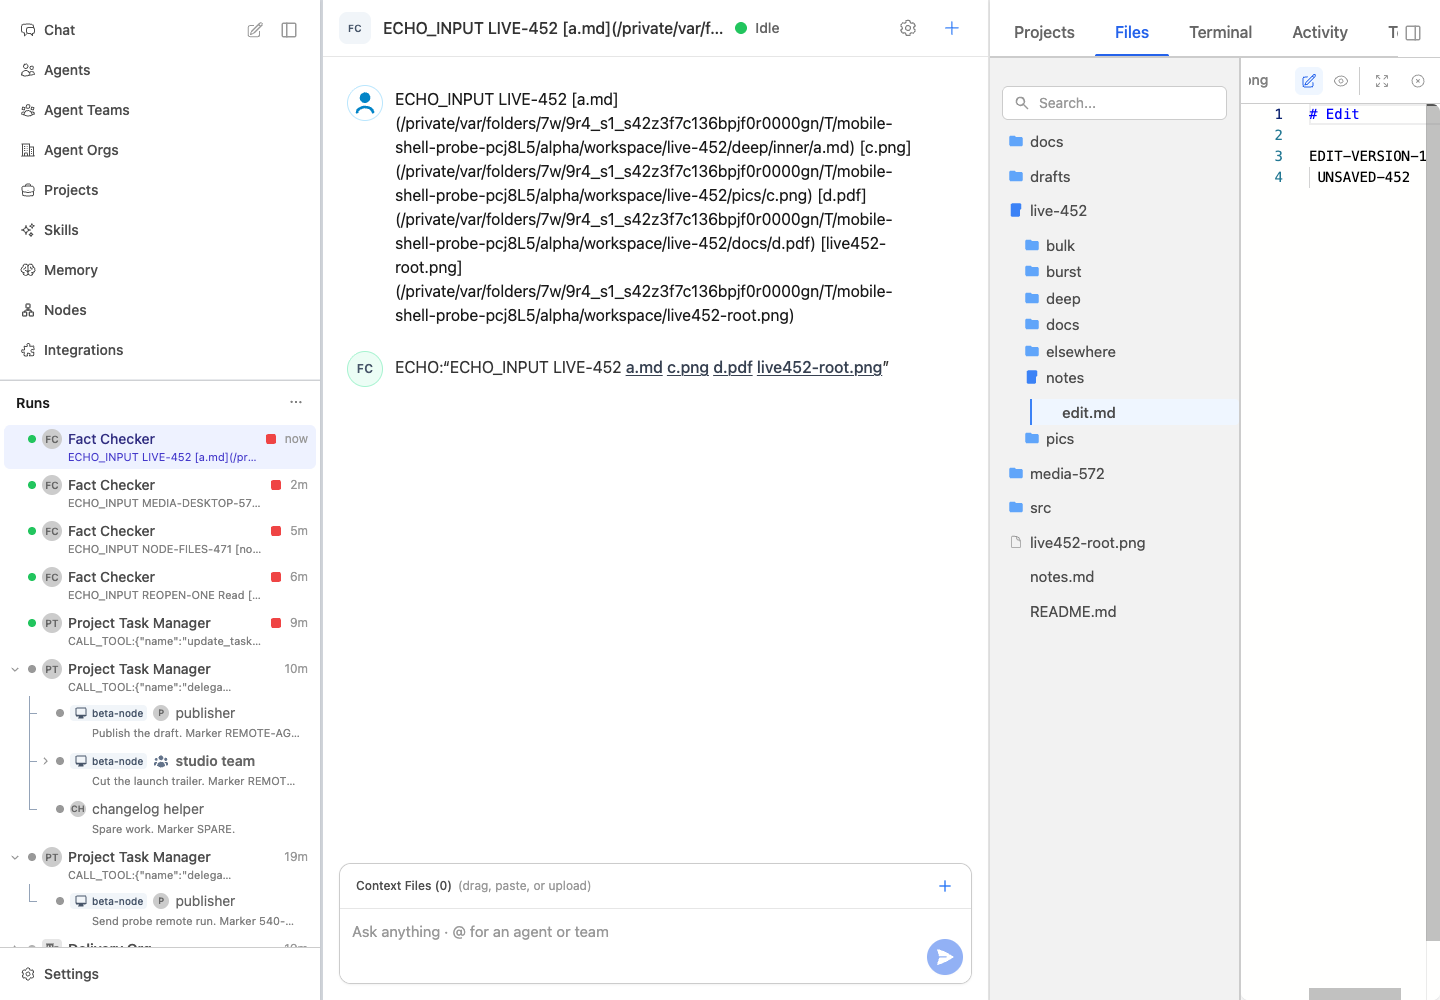 Chat
Agents
Agent Teams
Agent Orgs
Projects
Skills
Memory
Nodes
Integrations
Runs
FC Fact Checker now
ECHO_INPUT LIVE-452 [a.md](/pr...
FC Fact Checker 2m
ECHO_INPUT MEDIA-DESKTOP-57...
FC Fact Checker 5m
ECHO_INPUT NODE-FILES-471 [no...
FC Fact Checker 6m
ECHO_INPUT REOPEN-ONE Read [...
PT Project Task Manager 9m
CALL_TOOL:{"name":"update_task...
PT Project Task Manager 10m
CALL_TOOL:{"name":"delega...
beta-node P publisher
Publish the draft. Marker REMOTE-AG...
beta-node studio team
Cut the launch trailer. Marker REMOT...
CH changelog helper
Spare work. Marker SPARE.
PT Project Task Manager 19m
CALL_TOOL:{"name":"delega...
beta-node P publisher
Send probe remote run. Marker 540-...
Settings
FC ECHO_INPUT LIVE-452 [a.md](/private/var/f... Idle
ECHO_INPUT LIVE-452 [a.md]
(/private/var/folders/7w/9r4_s1_s42z3f7c136bpjf0r0000gn/T/mobile-
shell-probe-pcj8L5/alpha/workspace/live-452/deep/inner/a.md) [c.png]
(/private/var/folders/7w/9r4_s1_s42z3f7c136bpjf0r0000gn/T/mobile-
shell-probe-pcj8L5/alpha/workspace/live-452/pics/c.png) [d.pdf]
(/private/var/folders/7w/9r4_s1_s42z3f7c136bpjf0r0000gn/T/mobile-
shell-probe-pcj8L5/alpha/workspace/live-452/docs/d.pdf) [live452-
root.png]
(/private/var/folders/7w/9r4_s1_s42z3f7c136bpjf0r0000gn/T/mobile-
shell-probe-pcj8L5/alpha/workspace/live452-root.png)
FC ECHO:“ECHO_INPUT LIVE-452 a.md c.png d.pdf live452-root.png”
Context Files (0) (drag, paste, or upload)
Ask anything · @ for an agent or team
Projects Files Terminal Activity
Search...
docs
drafts
live-452
bulk
burst
deep
docs
elsewhere
notes
edit.md
pics
media-572
src
live452-root.png
notes.md
README.md
png
1 # Edit
2
3 EDIT-VERSION-1
4 UNSAVED-452